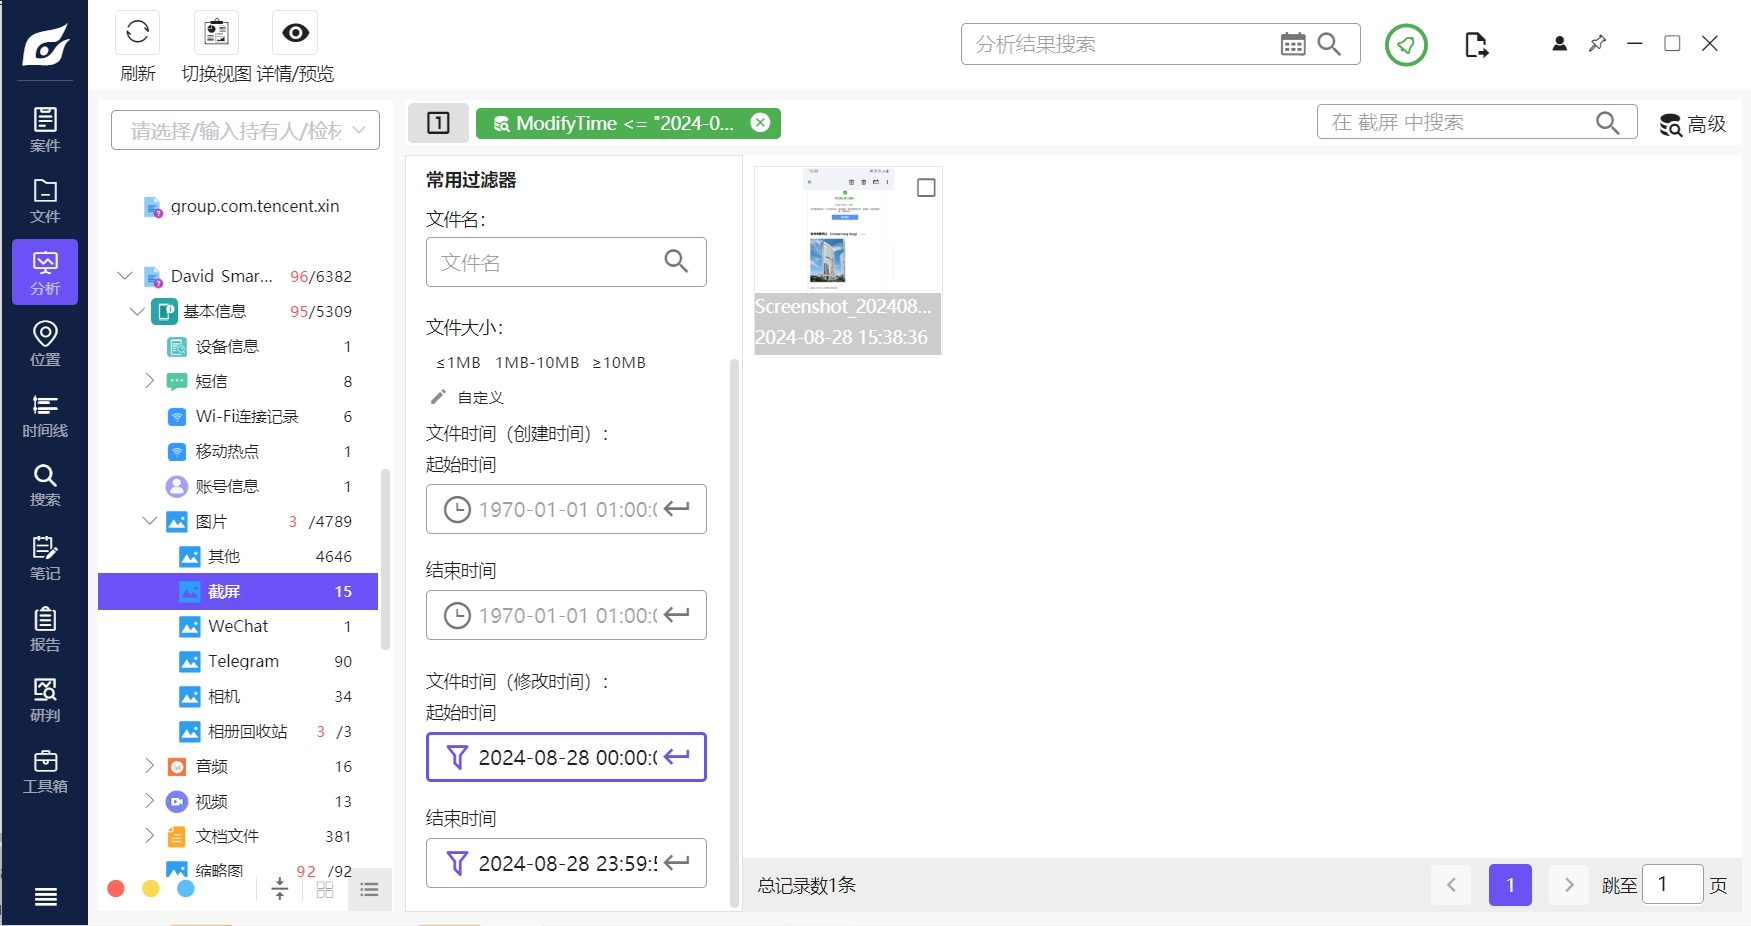 刷新
切换视图
详情/预览
分析结果搜索
案件
文件
分析
位置
时间线
搜索
笔记
报告
研判
工具箱
请选择/输入持有人/检材
group.com.tencent.xin
David Smar... 96/6382
基本信息 95/5309
设备信息 1
短信 8
Wi-Fi连接记录 6
移动热点 1
账号信息 1
图片 3 /4789
其他 4646
截屏 15
WeChat 1
Telegram 90
相机 34
相册回收站 3 /3
音频 16
视频 13
文档文件 381
缩略图 92 /92
1
ModifyTime <= "2024-0...
在 截屏 中搜索
高级
常用过滤器
文件名:
文件名
文件大小:
≤1MB 1MB-10MB ≥10MB
自定义
文件时间（创建时间）:
起始时间
1970-01-01 01:00:0
结束时间
1970-01-01 01:00:0
文件时间（修改时间）:
起始时间
2024-08-28 00:00:0
结束时间
2024-08-28 23:59:5
Screenshot_202408...
2024-08-28 15:38:36
总记录数1条
1
跳至 1 页